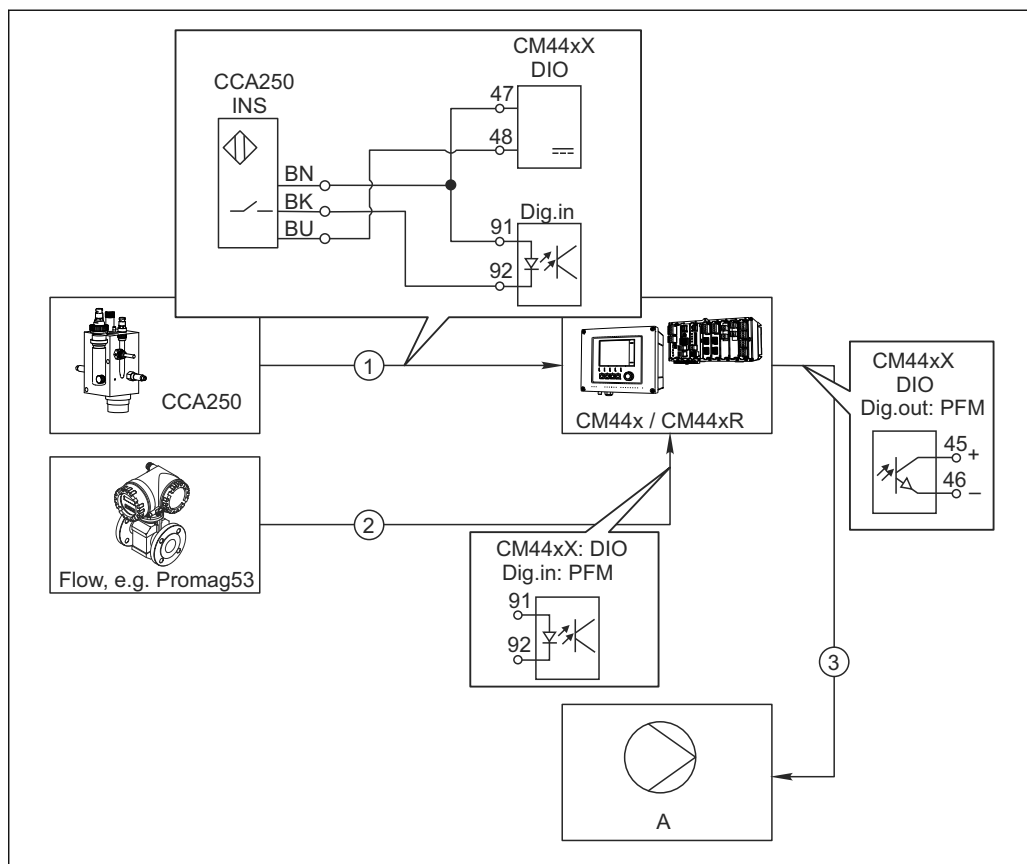 CM44xX
DIO
CCA250
INS
47
48
BN
BK
BU
Dig.in
91
92
1
CCA250
CM44x / CM44xR
CM44xX
DIO
Dig.out: PFM
45 +
46 –
2
Flow, e.g. Promag53
CM44xX: DIO
Dig.in: PFM
91
92
3
A